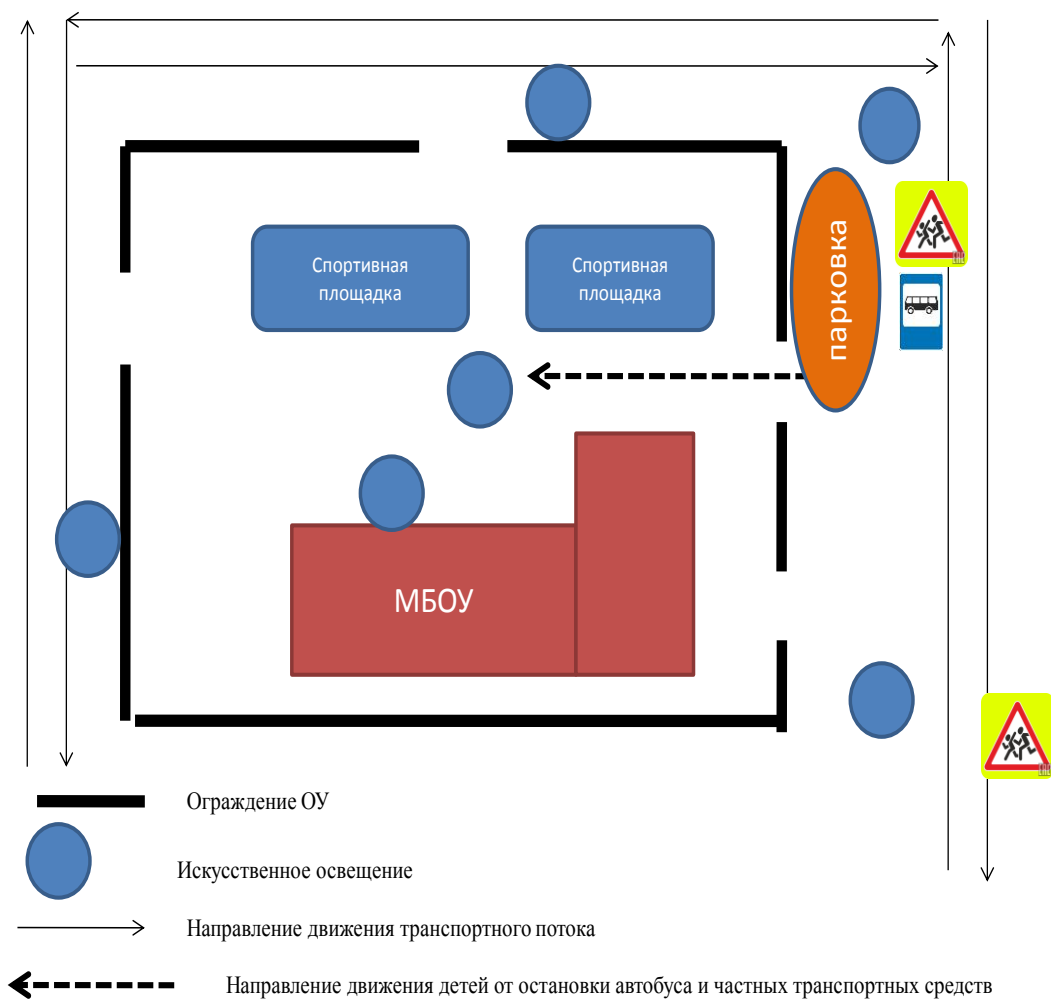 Спортивная
площадка
Спортивная
площадка
парковка
МБОУ
Ограждение ОУ
Искусственное освещение
Направление движения транспортного потока
Направление движения детей от остановки автобуса и частных транспортных средств